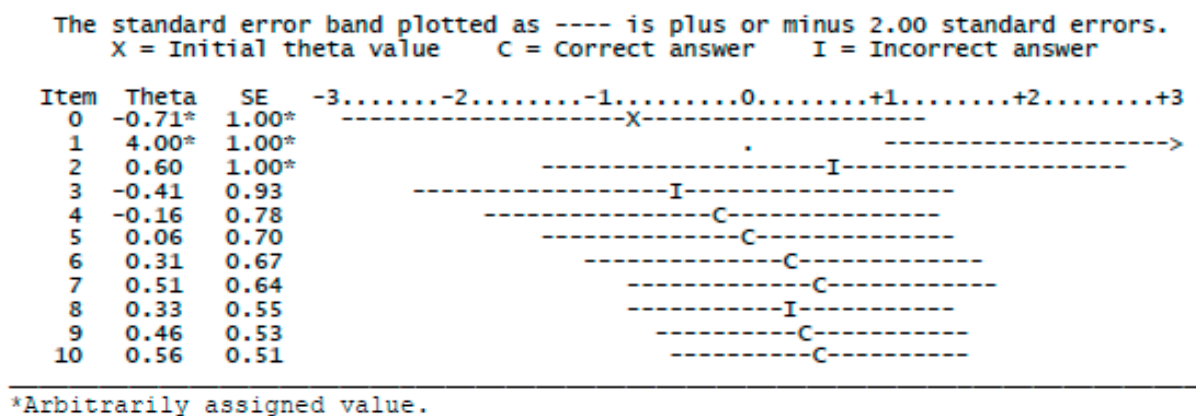 The standard error band plotted as ---- is plus or minus 2.00 standard errors.
X = Initial theta value    C = Correct answer    I = Incorrect answer
Item  Theta   SE   -3.......-2........-1.........0........+1........+2........+3
0  -0.71*  1.00*     --------------------X--------------------
1   4.00*  1.00*                                 .         -------------------->
2   0.60   1.00*                   --------------------I--------------------
3  -0.41   0.93          ------------------I-------------------
4  -0.16   0.78               ----------------C---------------
5   0.06   0.70                   --------------C--------------
6   0.31   0.67                      --------------C-------------
7   0.51   0.64                         -------------C------------
8   0.33   0.55                         -----------I-----------
9   0.46   0.53                           ----------C-----------
10   0.56   0.51                            ----------C----------
*Arbitrarily assigned value.